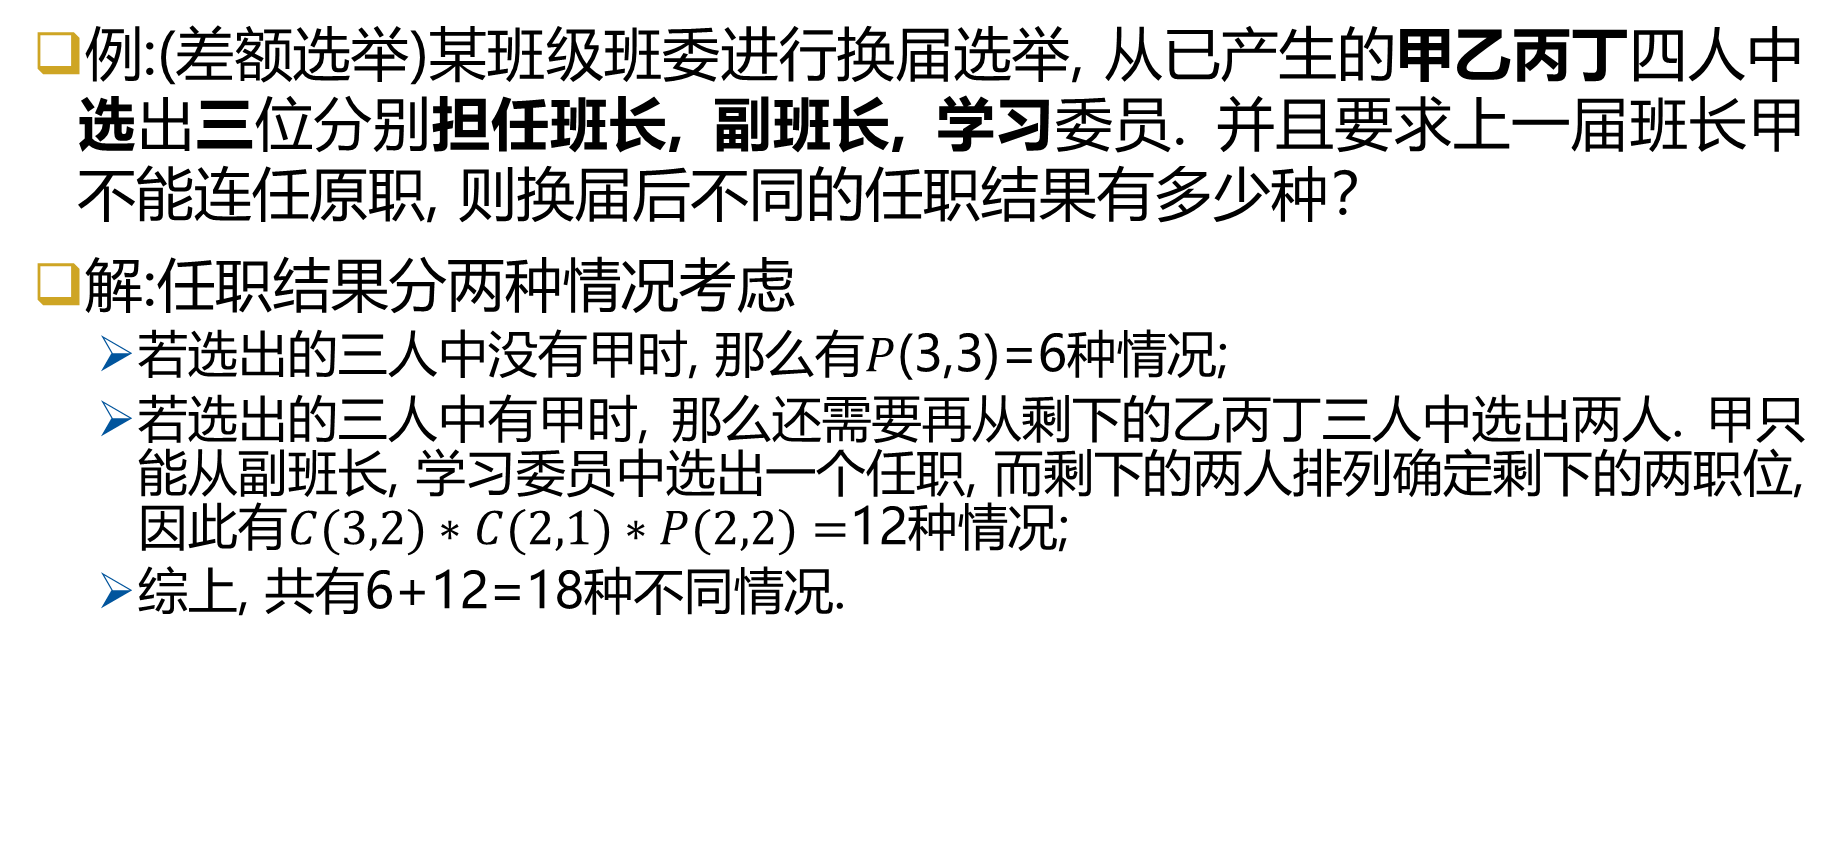 例:(差额选举)某班级班委进行换届选举, 从已产生的甲乙丙丁四人中
选出三位分别担任班长, 副班长, 学习委员. 并且要求上一届班长甲
不能连任原职, 则换届后不同的任职结果有多少种?
解:任职结果分两种情况考虑
若选出的三人中没有甲时, 那么有P(3,3)=6种情况;
若选出的三人中有甲时, 那么还需要再从剩下的乙丙丁三人中选出两人. 甲只
能从副班长, 学习委员中选出一个任职, 而剩下的两人排列确定剩下的两职位,
因此有C(3,2) * C(2,1) * P(2,2) =12种情况;
综上, 共有6+12=18种不同情况.